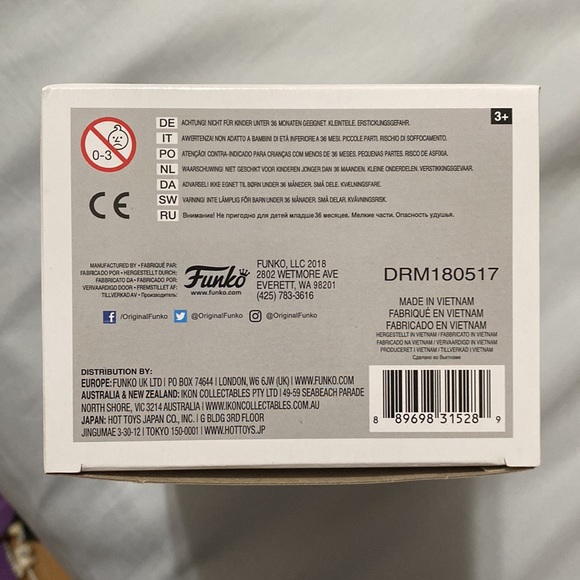 3+
0-3
DE ACHTUNG! NICHT FÜR KINDER UNTER 36 MONATEN GEEIGNET. KLEINTEILE. ERSTICKUNGSGEFAHR.
IT AWERTENZA! NON ADATTO A BAMBINI DI ETÀ INFERIORE A 36 MESI. PICCOLE PARTI. RISCHIO DI SOFFOCAMENTO.
PO ATENÇÃO! CONTRA-INDICADO PARA CRIANÇAS COM MENOS DE 36 MESES. PEQUENAS PARTES. RISCO DE ASFIGA.
NL WAARSCHUWING! NIET GESCHIKT VOOR KINDEREN JONGER DAN 36 MAANDEN. KLEINE ONDERDELEN. VERSTIKKINGSGEVAAR.
DA ADVARSEL! IKKE EGNET TIL BØRN UNDER 36 MÅNEDER. SMÅ DELE. KVÆLNINGSFARE.
SW VARNING! INTE LÄMPLIG FÖR BARN UNDER 36 MÅNADER. SMÅ DELAR. KVÄVNINGSRISK.
RU Внимание! Не пригодно для детей младше 36 месяцев. Мелкие части. Опасность удушья.
CE
MANUFACTURED BY • FABRIQUÉ PAR:
FABRICADO POR • HERGESTELLT DURCH:
FABBRICATO DA • FABRICADO POR:
VERVAARDIGD DOOR • FREMSTILLET AF:
TILLVERKAD AV • Производитель:
Funko
www.funko.com
FUNKO, LLC 2018
2802 WETMORE AVE
EVERETT, WA 98201
(425) 783-3616
/OriginalFunko @OriginalFunko @OriginalFunko
DRM180517
MADE IN VIETNAM
FABRIQUÉ EN VIETNAM
FABRICADO EN VIETNAM
HERGESTELLT IN VIETNAM / FABBRICATO IN VIETNAM
FABRICADO NA VIETNAM / VERVAARDIGD IN VIETNAM
PRODUCERET I VIETNAM / TILLVERKAD I VIETNAM
Сделано во Вьетнаме
DISTRIBUTION BY:
EUROPE: FUNKO UK LTD | PO BOX 74644 | LONDON, W6 6JW (UK) | WWW.FUNKO.COM
AUSTRALIA & NEW ZEALAND: IKON COLLECTABLES PTY LTD | 49-59 SEABEACH PARADE
NORTH SHORE, VIC 3214 AUSTRALIA | WWW.IKONCOLLECTABLES.COM.AU
JAPAN: HOT TOYS JAPAN CO., INC. | G BLDG 3RD FLOOR
JINGUMAE 3-30-12 | TOKYO 150-0001 | WWW.HOTTOYS.JP
8 89698 31528 9